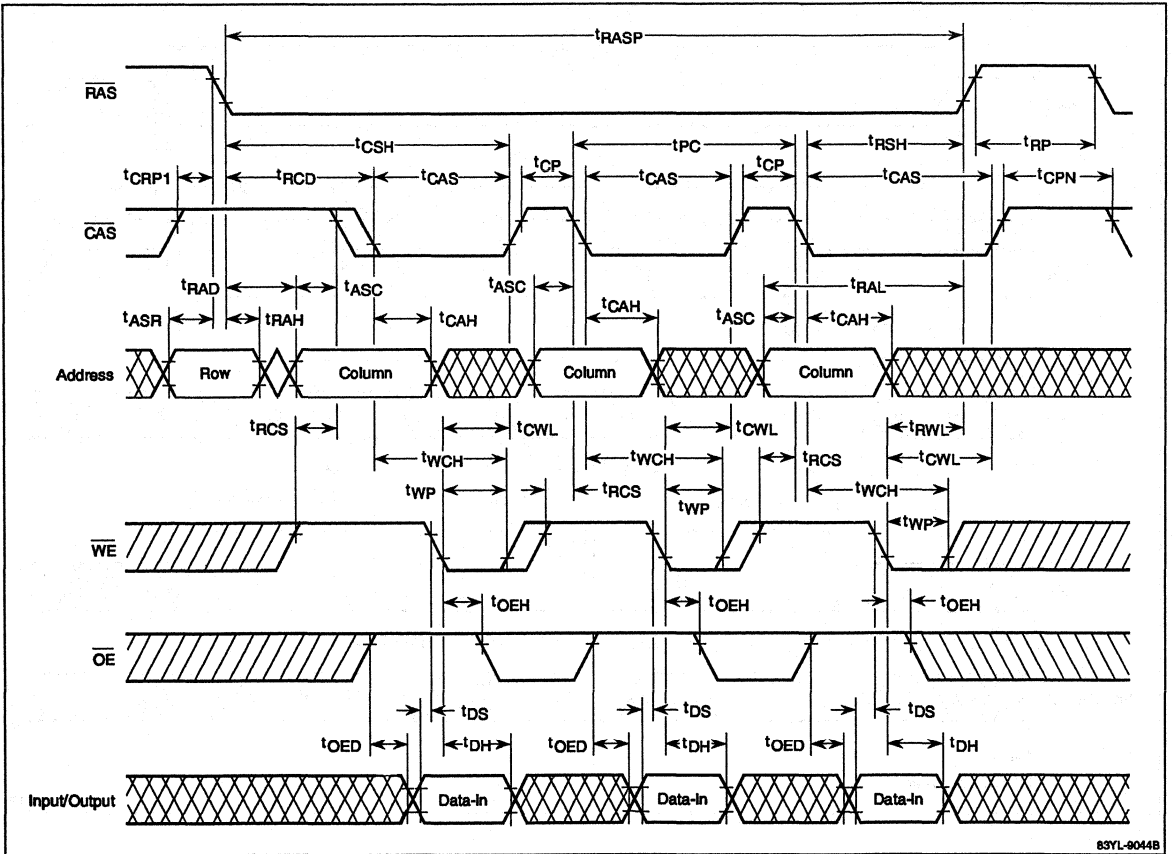 tRASP
RAS
tCSH tPC tRSH tRP
tCRP1 tRCD tCAS tCP tCAS tCP tCAS tCPN
CAS
tRAD tASC tASC tRAL
tASR tRAH tCAH tCAH tASC tCAH
Address Row Column Column Column
tRCS tCWL tCWL tRWL
tWCH tWCH tRCS tCWL
tWP tRCS tWP tWCH
tWP
WE
tOEH tOEH tOEH
OE
tDS tDS tDS
tOED tDH tOED tDH tOED tDH
Input/Output Data-In Data-In Data-In
83YL-9044B